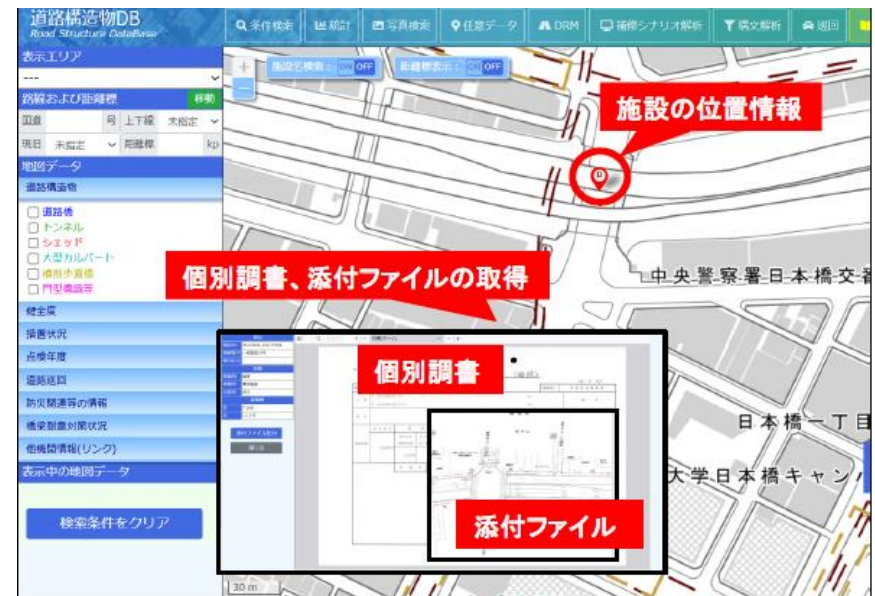 道路構造物DB
Road Structure DataBase
条件検索
統計
写真検索
任意データ
DRM
補修シナリオ解析
構文解析
巡回
表示エリア
---
路線および距離標
移動
国道
号
上下線
未指定
現旧
未指定
距離標
kp
地図データ
道路構造物
道路橋
トンネル
シェッド
大型カルバート
横断歩道橋
門型標識等
健全度
措置状況
点検年度
道路巡回
防災関連等の情報
橋梁耐震対策状況
他機関情報(リンク)
表示中の地図データ
検索条件をクリア
+
-
施設名検索: ON OFF
距離標表示: ON OFF
施設の位置情報
中央警察署日本橋交番
個別調書、添付ファイルの取得
個別調書
添付ファイル
日本橋一丁目
大学日本橋キャンパ
30 m